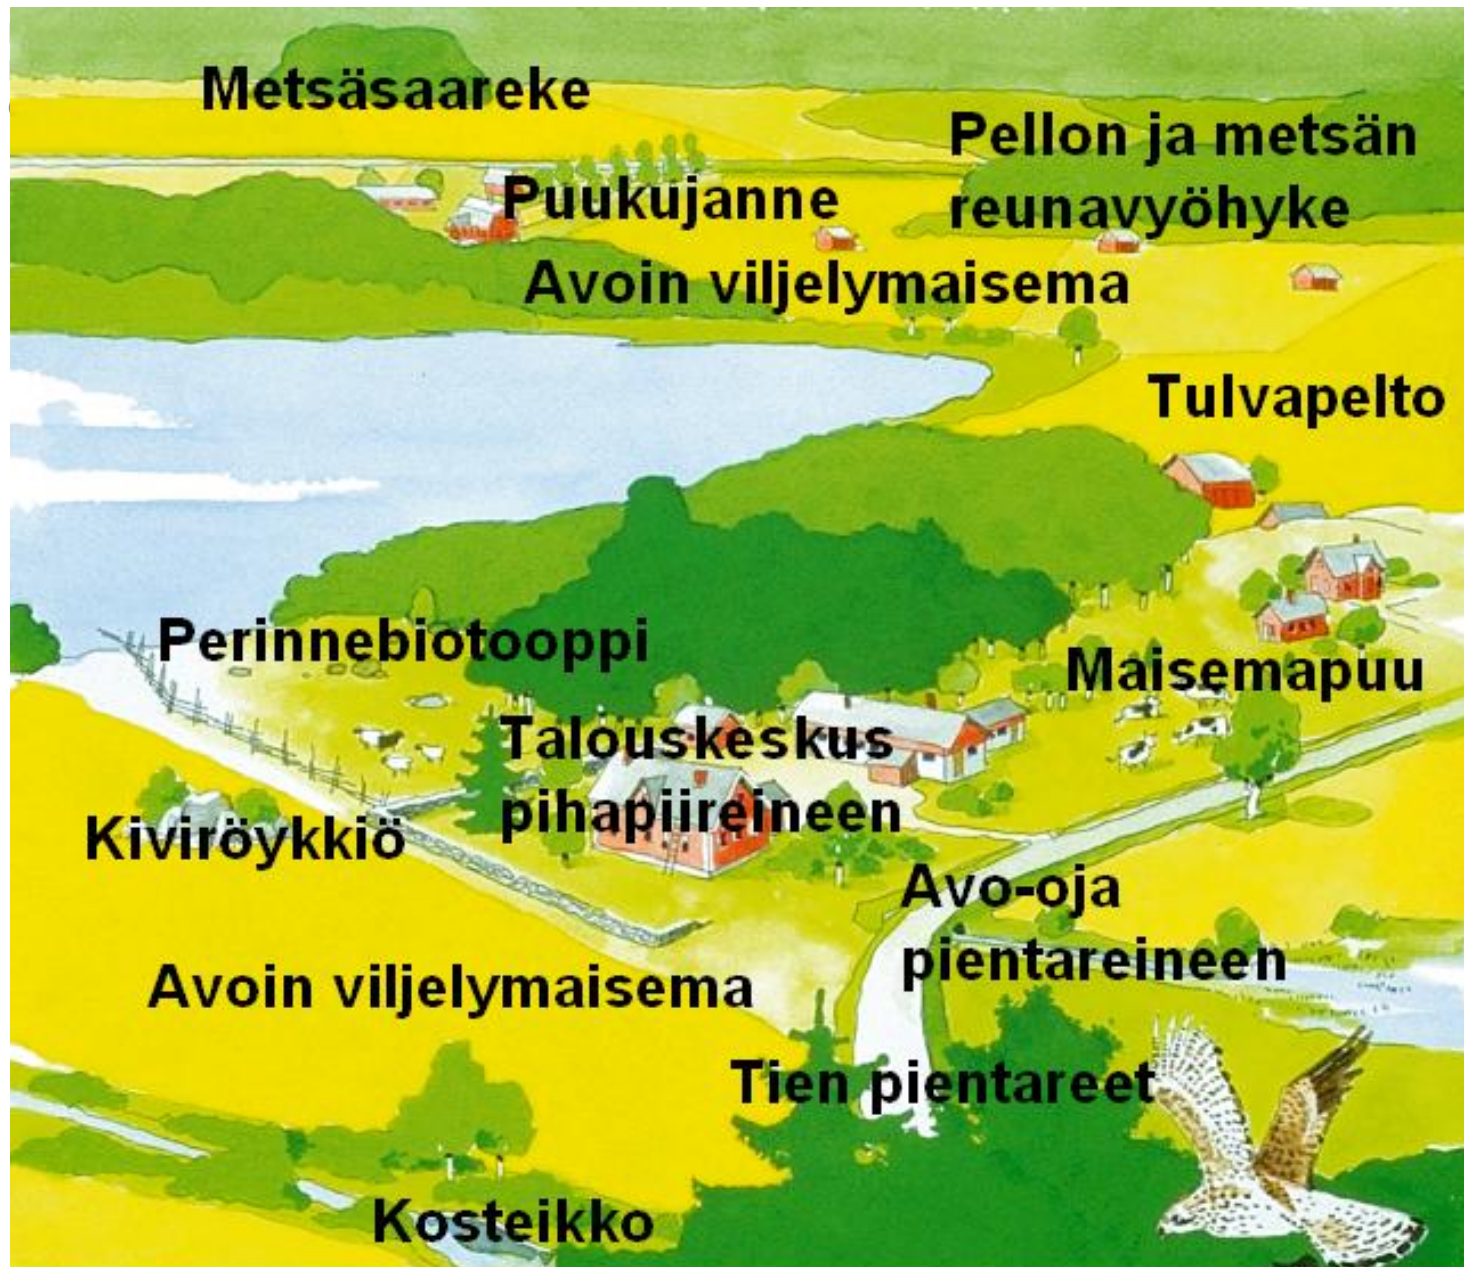 Metsäsaareke
Pellon ja metsän
reunavyöhyke
Puukujanne
Avoin viljelymaisema
Tulvapelto
Perinnebiotooppi
Maisemapuu
Talouskeskus
pihapiireineen
Kiviröykkiö
Avo-oja
pientareineen
Avoin viljelymaisema
Tien pientareet
Kosteikko